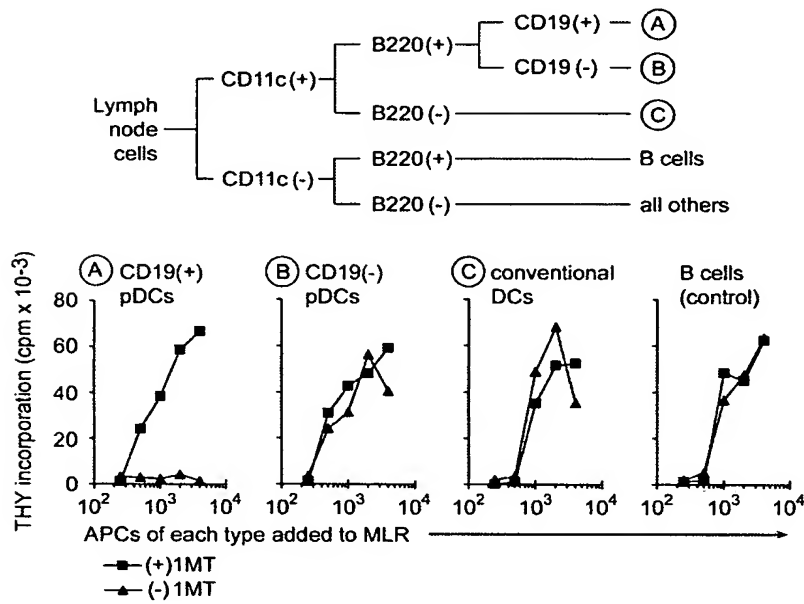 CD19(+)
A
B220(+)
CD19(-)
B
CD11c(+)
Lymph
node
cells
B220(-)
C
B220(+)
B cells
CD11c(-)
B220(-)
all others
A CD19(+)
pDCs
B CD19(-)
pDCs
C conventional
DCs
B cells
(control)
THY incorporation (cpm x 10-3)
80
60
40
20
0
10² 10³ 10⁴
10² 10³ 10⁴
10² 10³ 10⁴
10² 10³ 10⁴
APCs of each type added to MLR
(+)1MT
(-)1MT